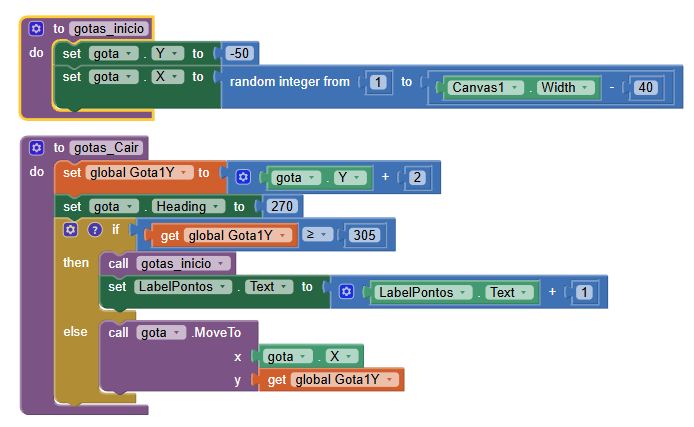 to gotas_inicio
do set gota . Y to -50
set gota . X to random integer from 1 to Canvas1 . Width - 40
to gotas_Cair
do set global Gota1Y to gota . Y + 2
set gota . Heading to 270
? if get global Gota1Y ≥ 305
then call gotas_inicio
set LabelPontos . Text to LabelPontos . Text + 1
else call gota .MoveTo
x gota . X
y get global Gota1Y